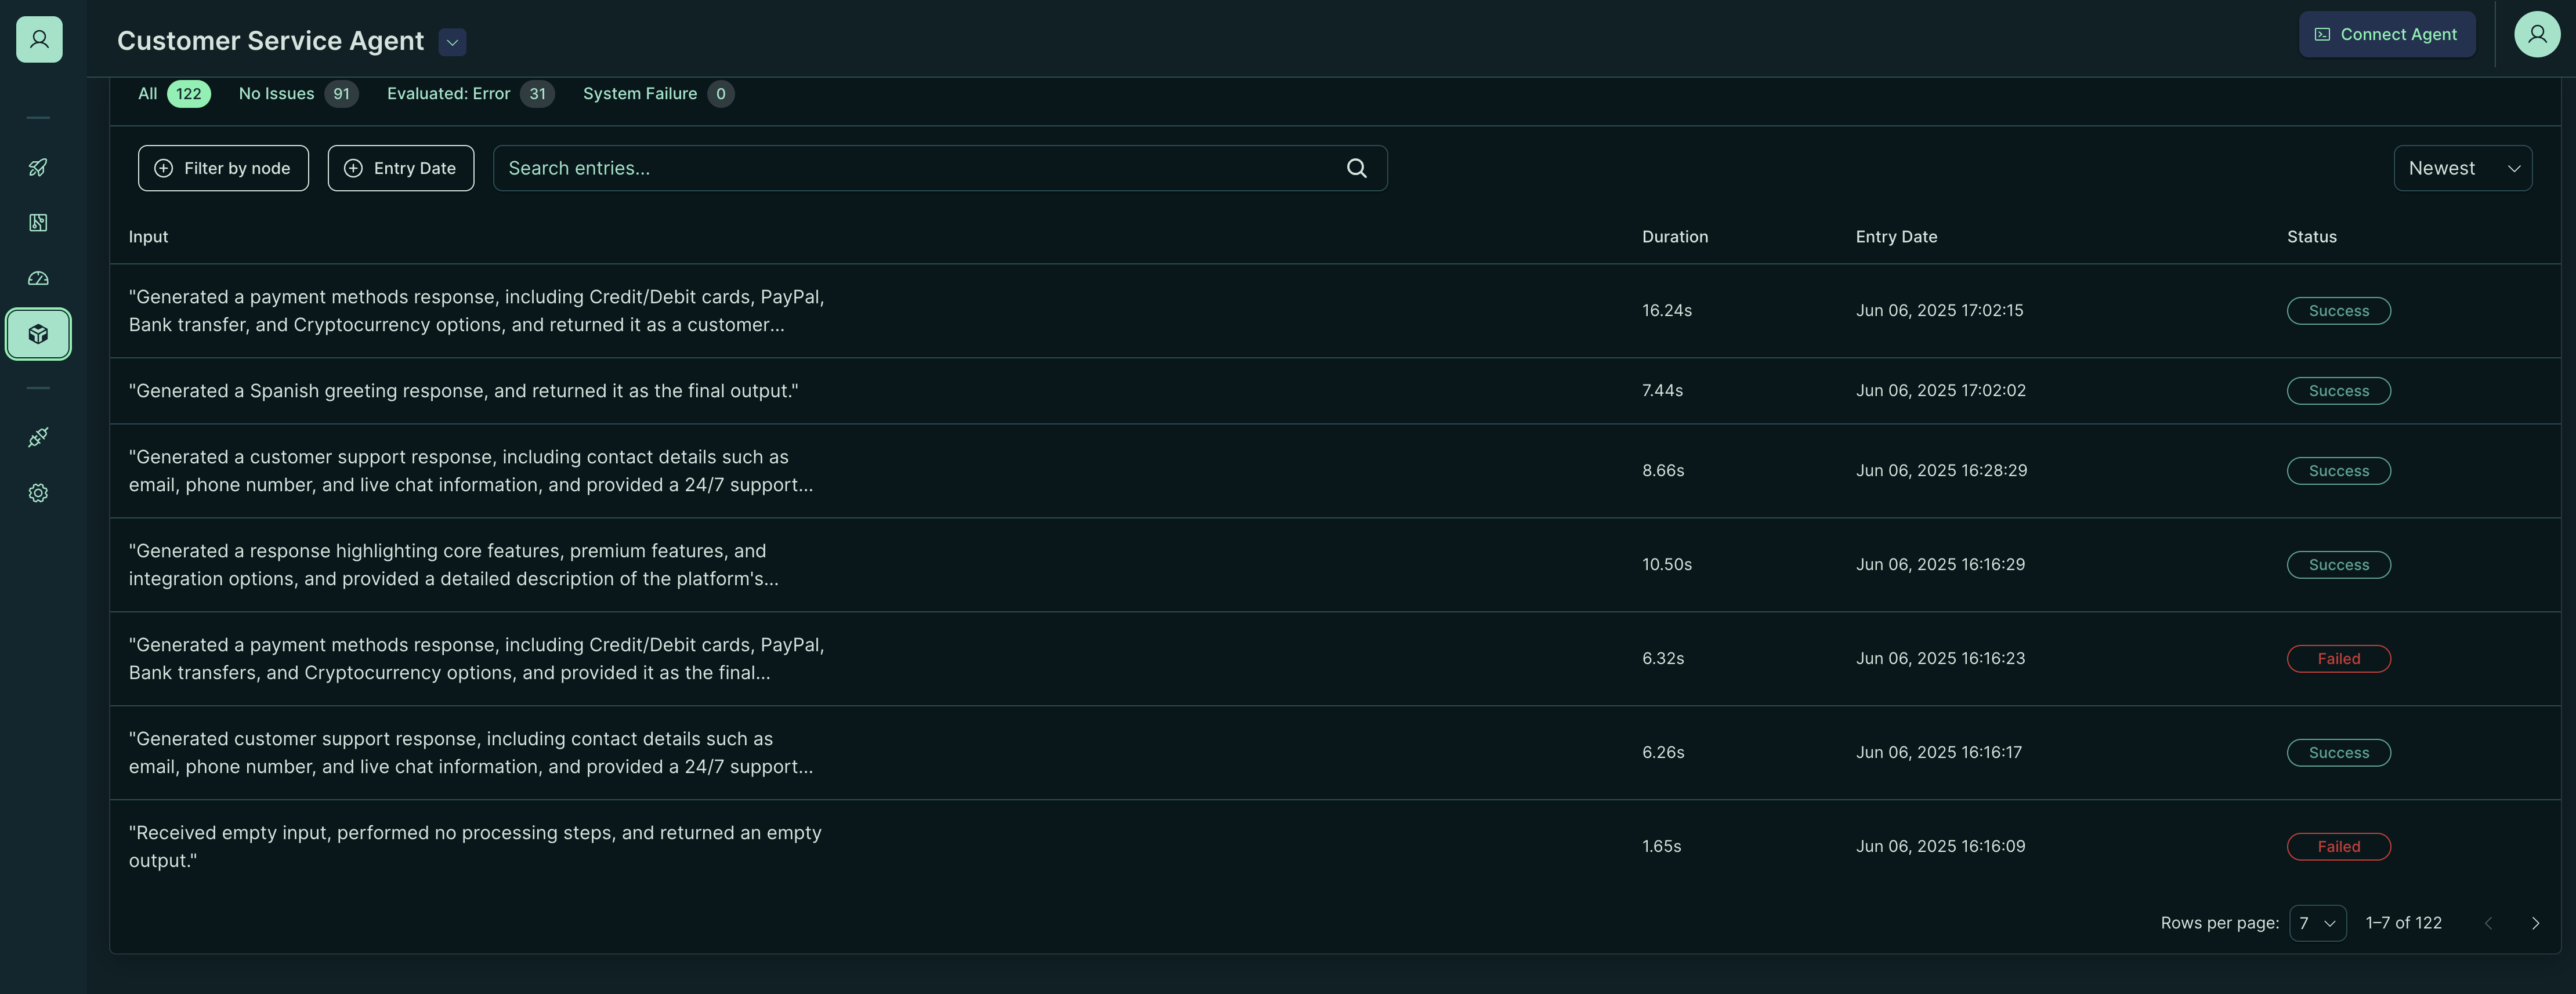 Customer Service Agent
Connect Agent
All 122 No Issues 91 Evaluated: Error 31 System Failure 0
Filter by node Entry Date Search entries... Newest
Input Duration Entry Date Status
"Generated a payment methods response, including Credit/Debit cards, PayPal,
Bank transfer, and Cryptocurrency options, and returned it as a customer...
16.24s Jun 06, 2025 17:02:15 Success
"Generated a Spanish greeting response, and returned it as the final output."
7.44s Jun 06, 2025 17:02:02 Success
"Generated a customer support response, including contact details such as
email, phone number, and live chat information, and provided a 24/7 support...
8.66s Jun 06, 2025 16:28:29 Success
"Generated a response highlighting core features, premium features, and
integration options, and provided a detailed description of the platform's...
10.50s Jun 06, 2025 16:16:29 Success
"Generated a payment methods response, including Credit/Debit cards, PayPal,
Bank transfers, and Cryptocurrency options, and provided it as the final...
6.32s Jun 06, 2025 16:16:23 Failed
"Generated customer support response, including contact details such as
email, phone number, and live chat information, and provided a 24/7 support...
6.26s Jun 06, 2025 16:16:17 Success
"Received empty input, performed no processing steps, and returned an empty
output."
1.65s Jun 06, 2025 16:16:09 Failed
Rows per page: 7 1–7 of 122